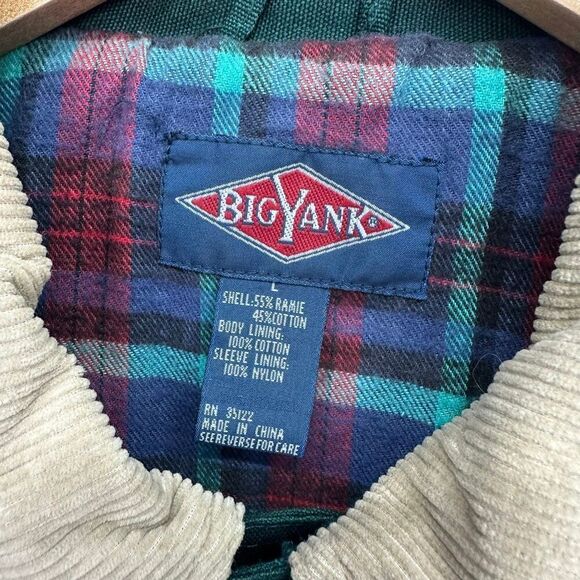 BIG YANK ®
L
SHELL:55% RAMIE
45%COTTON
BODY LINING:
100% COTTON
SLEEVE LINING:
100% NYLON
RN 35122
MADE IN CHINA
SEE REVERSE FOR CARE